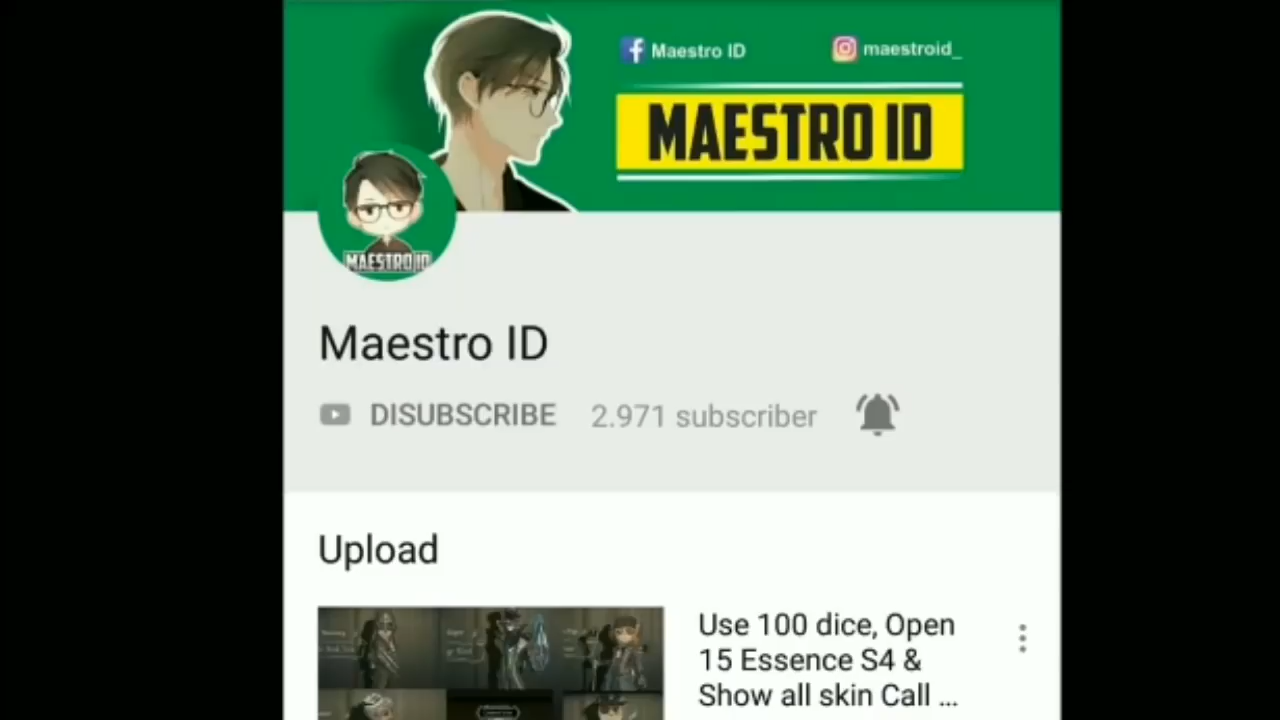 Maestro ID
maestroid_
MAESTRO ID
MAESTRO ID
Maestro ID
DISUBSCRIBE 2.971 subscriber
Upload
Use 100 dice, Open
15 Essence S4 &
Show all skin Call ...